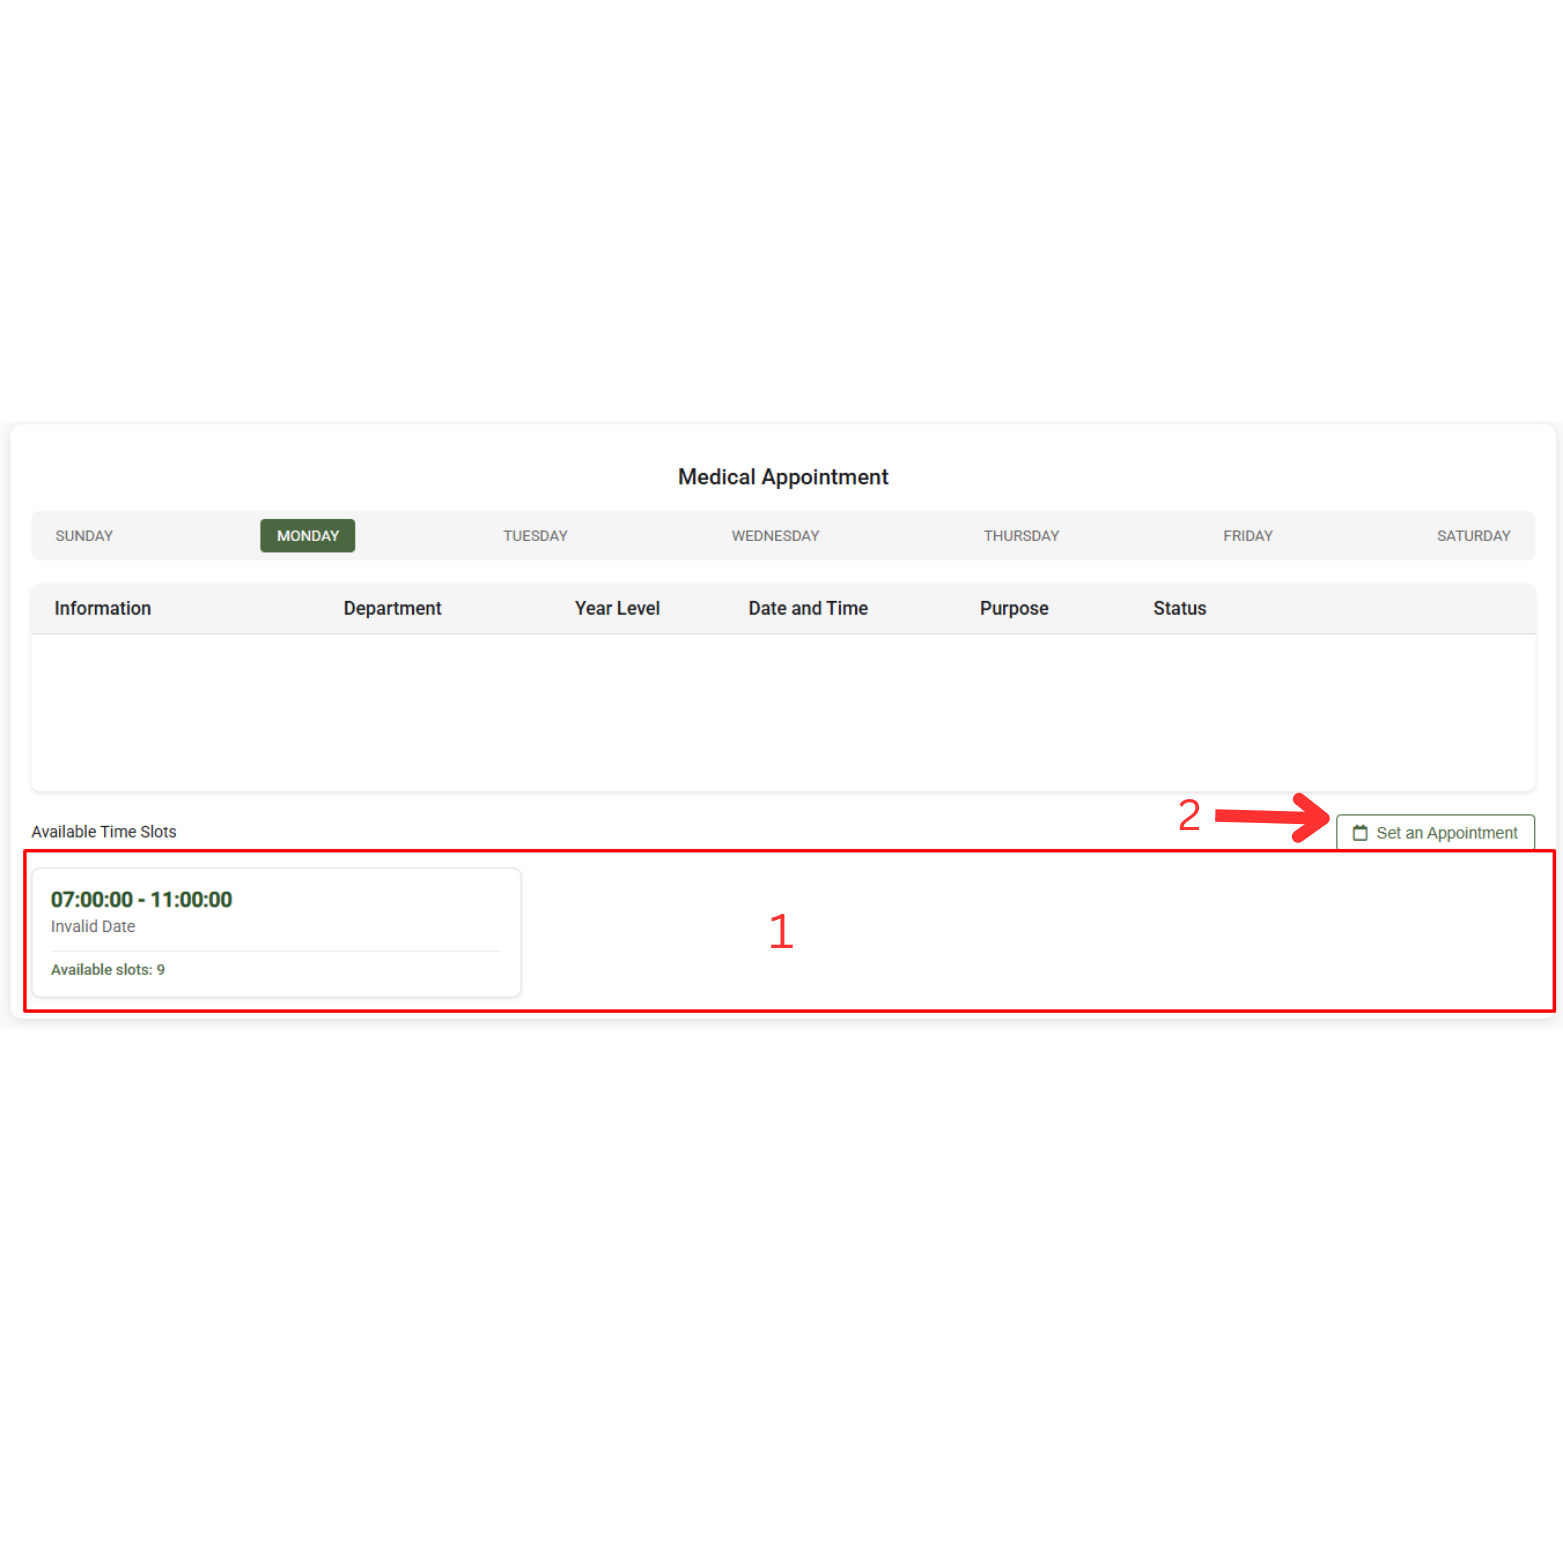 Medical Appointment
SUNDAY MONDAY TUESDAY WEDNESDAY THURSDAY FRIDAY SATURDAY
Information Department Year Level Date and Time Purpose Status
Available Time Slots
2
Set an Appointment
07:00:00 - 11:00:00
Invalid Date
Available slots: 9
1